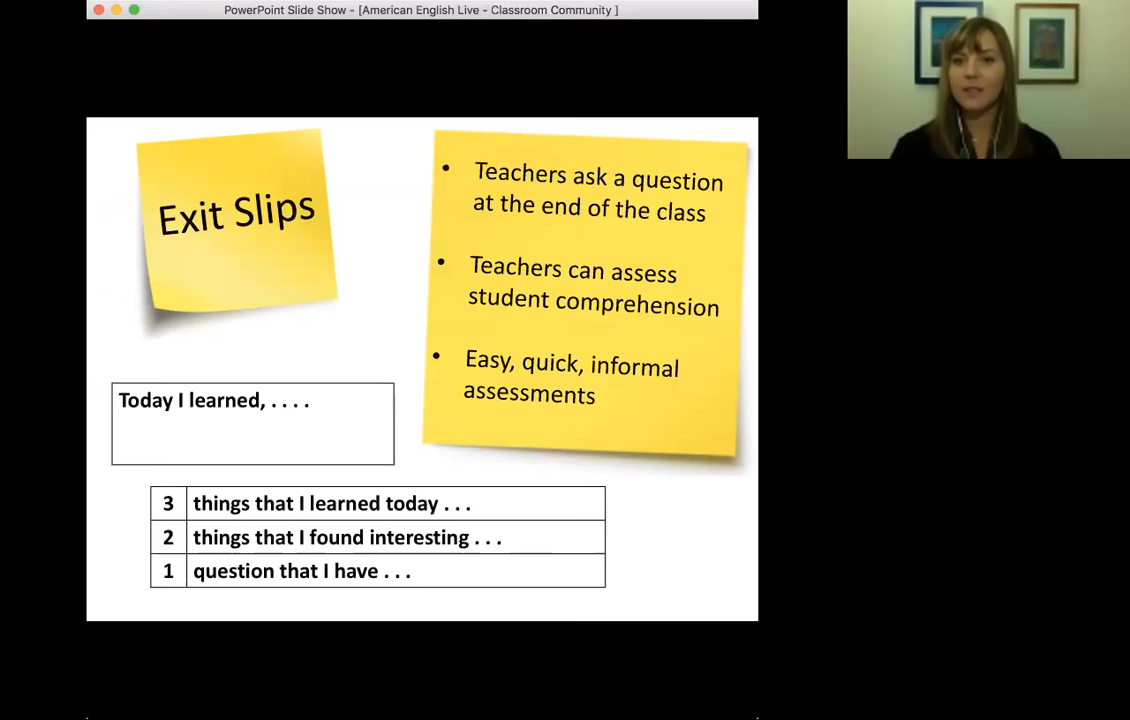 PowerPoint Slide Show - [American English Live - Classroom Community ]
Exit Slips
• Teachers ask a question
at the end of the class
• Teachers can assess
student comprehension
• Easy, quick, informal
assessments
Today I learned, . . . .
3 things that I learned today . . .
2 things that I found interesting . . .
1 question that I have . . .